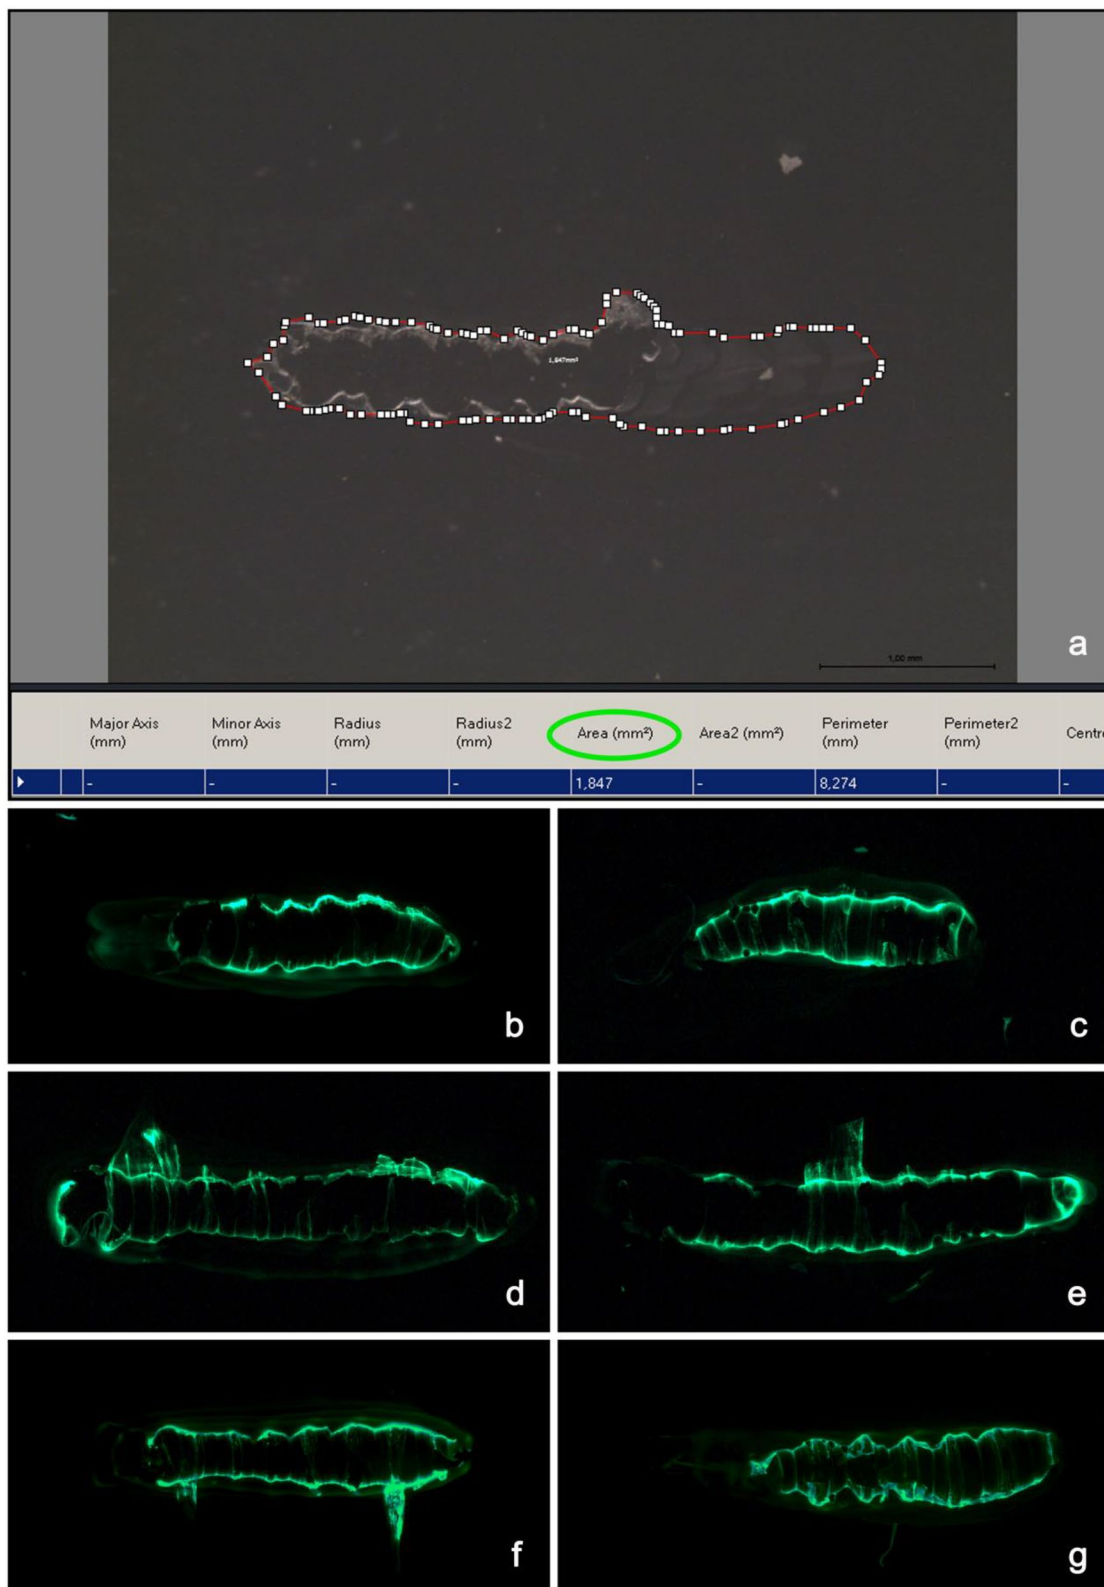 1,847mm²
1,00 mm
a
Major Axis (mm) Minor Axis (mm) Radius (mm) Radius2 (mm) Area (mm²) Area2 (mm²) Perimeter (mm) Perimeter2 (mm) Centre
- - - - 1,847 - 8,274 - -
b
c
d
e
f
g